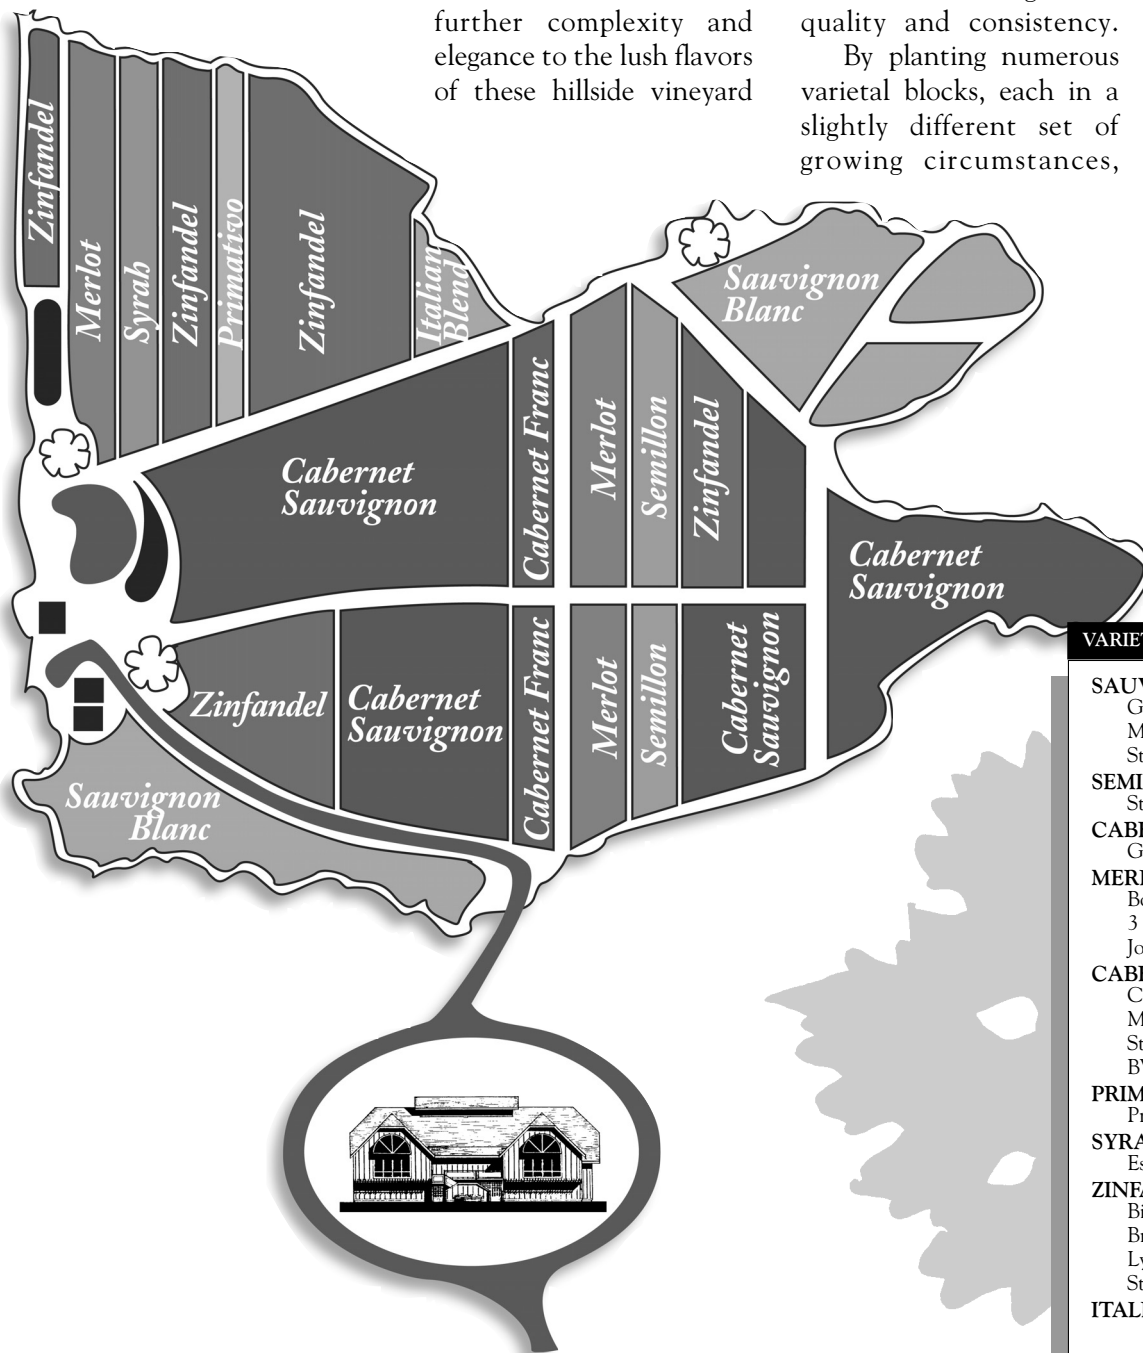 further complexity and
elegance to the lush flavors
of these hillside vineyard
quality and consistency.
By planting numerous
varietal blocks, each in a
slightly different set of
growing circumstances,
Zinfandel
Merlot
Syrah
Zinfandel
Primativo
Zinfandel
Italian
Blend
Sauvignon
Blanc
Cabernet
Sauvignon
Cabernet Franc
Merlot
Semillon
Zinfandel
Cabernet
Sauvignon
Zinfandel
Cabernet
Sauvignon
Cabernet Franc
Merlot
Semillon
Cabernet
Sauvignon
Sauvignon
Blanc